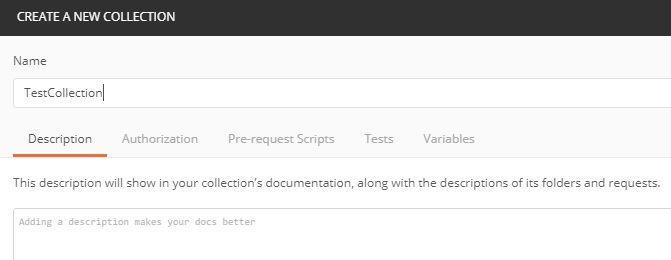 CREATE A NEW COLLECTION
Name
TestCollection
Description Authorization Pre-request Scripts Tests Variables
This description will show in your collection's documentation, along with the descriptions of its folders and requests.
Adding a description makes your docs better